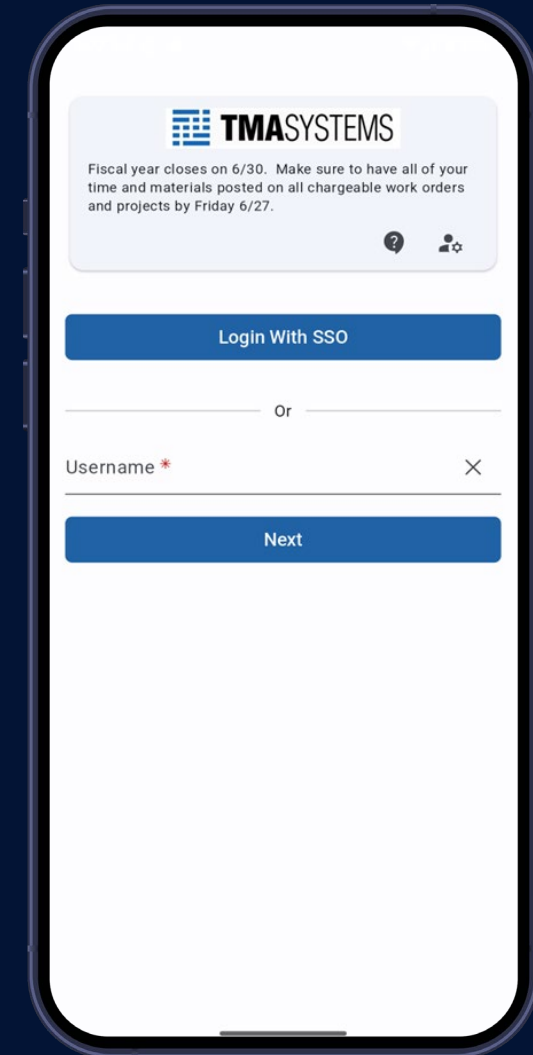 TMASYSTEMS
Fiscal year closes on 6/30.  Make sure to have all of your
time and materials posted on all chargeable work orders
and projects by Friday 6/27.
Login With SSO
Or
Username *
Next